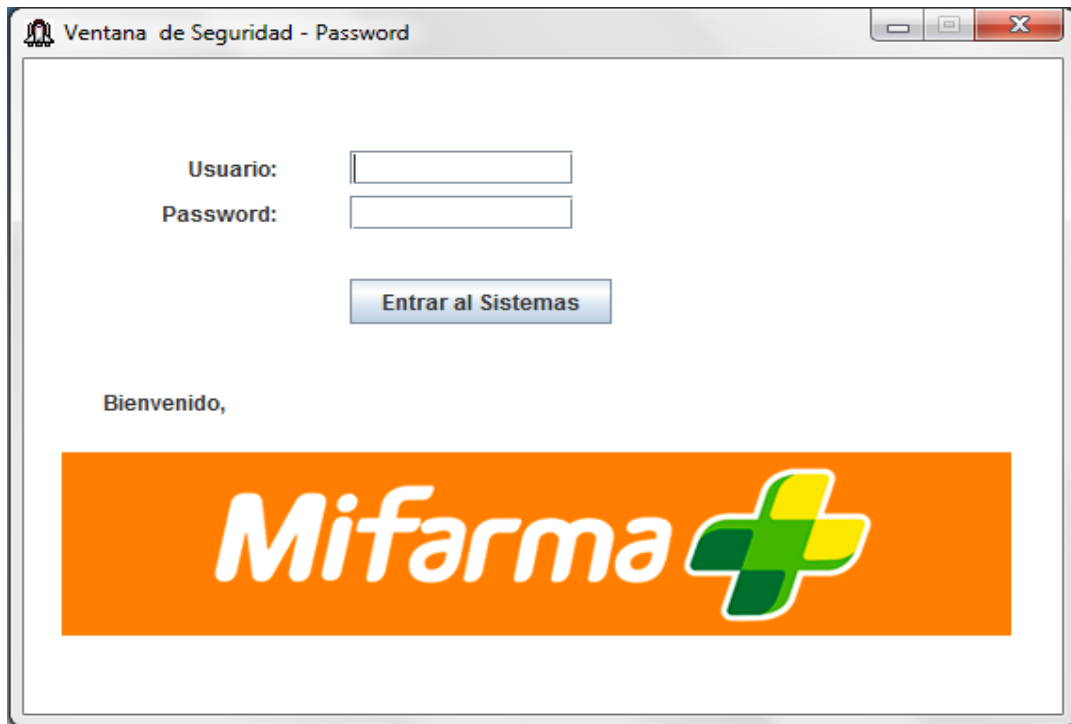 Ventana de Seguridad - Password
Usuario:
Password:
Entrar al Sistemas
Bienvenido,
Mifarma